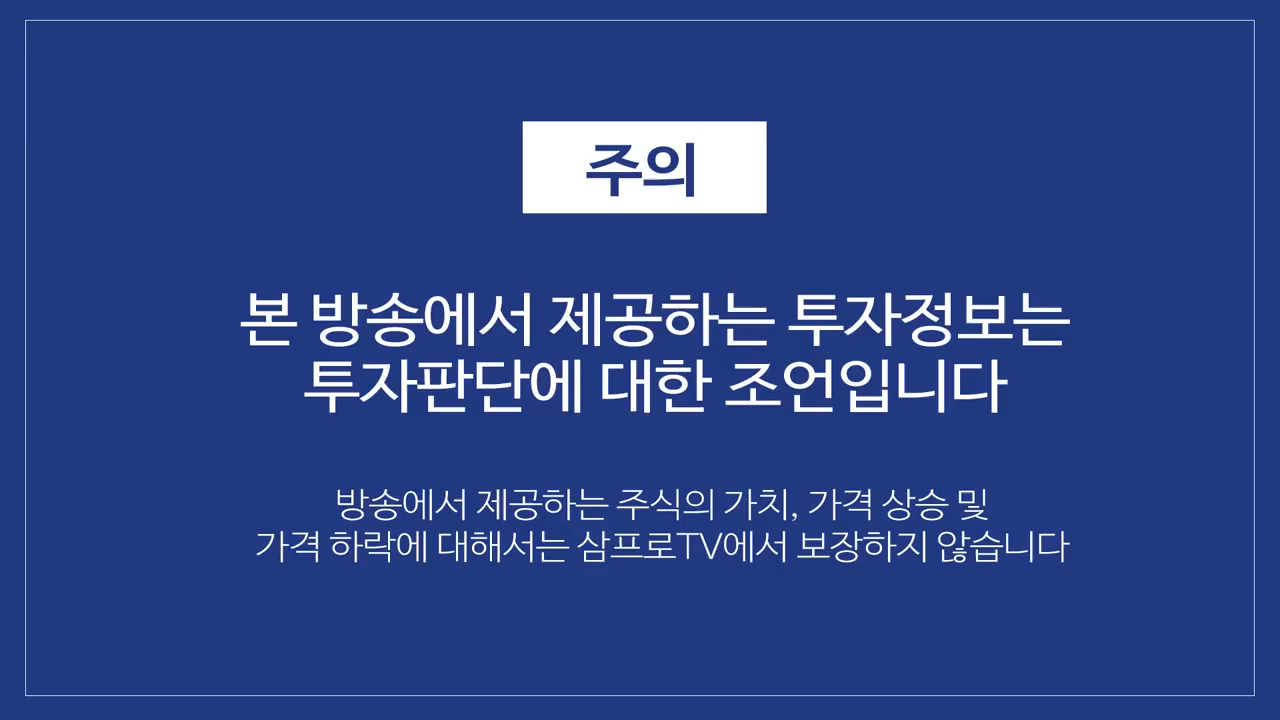 주의
본 방송에서 제공하는 투자정보는
투자판단에 대한 조언입니다
방송에서 제공하는 주식의 가치, 가격 상승 및
가격 하락에 대해서는 삼프로TV에서 보장하지 않습니다